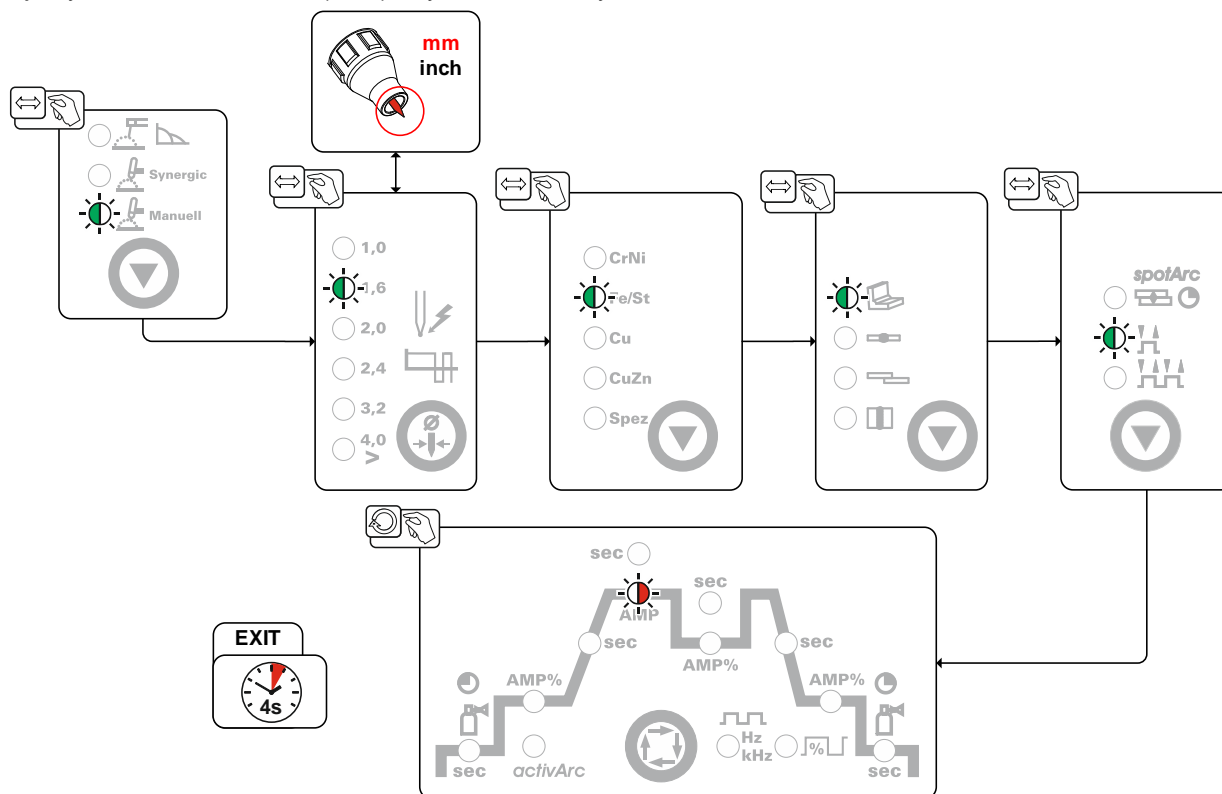 mm
inch
Synergic
Manuell
1,0
1,6
2,0
2,4
3,2
4,0
>
Ø
CrNi
Fe/St
Cu
CuZn
Spez
spotArc
sec
AMP
sec
sec
AMP%
sec
AMP%
AMP%
sec
activArc
Hz
kHz
%
sec
EXIT
4s